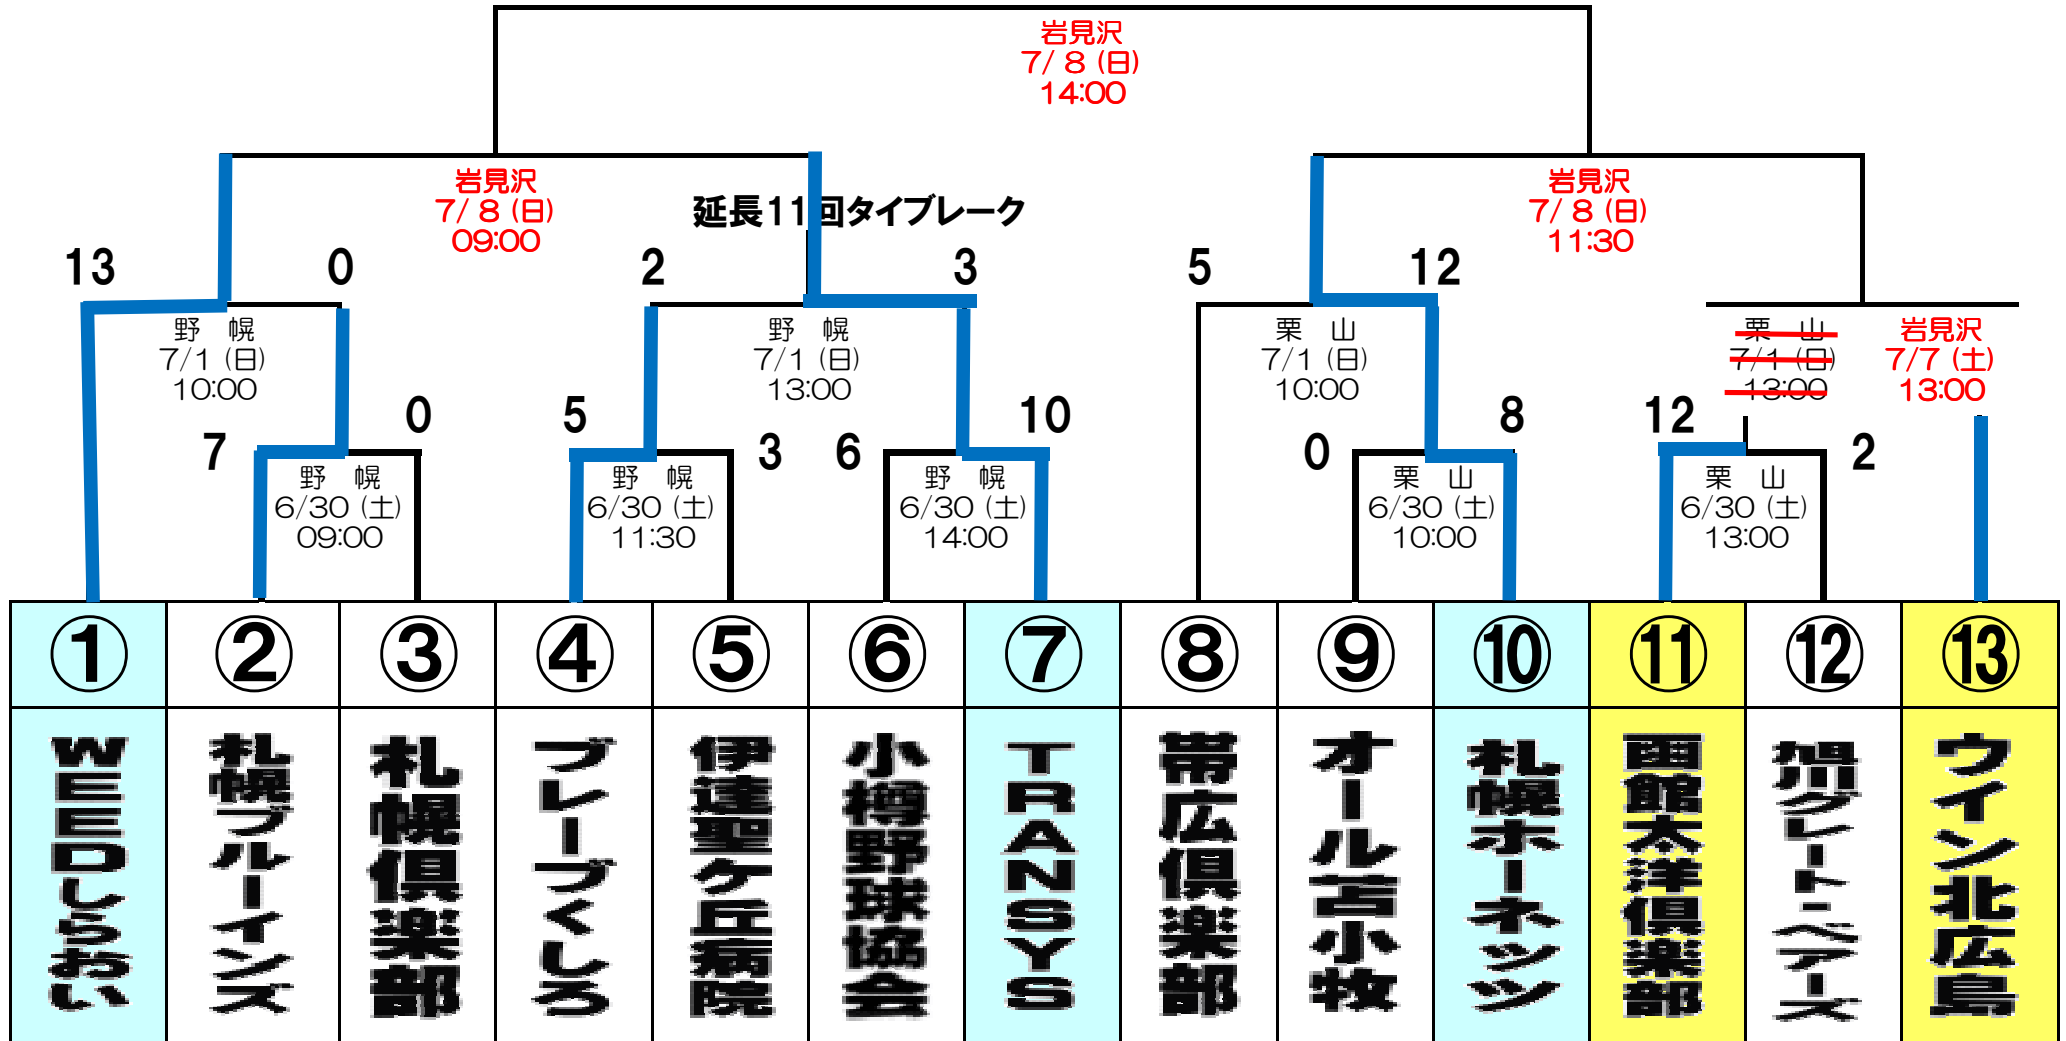 岩見沢
7/ 8 (日)
14:00
岩見沢
7/ 8 (日)
09:00
延長11回タイブレーク
岩見沢
7/ 8 (日)
11:30
13
0
2
3
5
12
野 幌
7/1 (日)
10:00
野 幌
7/1 (日)
13:00
栗 山
7/1 (日)
10:00
栗 山
7/1 (日)
13:00
岩見沢
7/7 (土)
13:00
7
0
5
3
6
10
0
8
12
2
野 幌
6/30 (土)
09:00
野 幌
6/30 (土)
11:30
野 幌
6/30 (土)
14:00
栗 山
6/30 (土)
10:00
栗 山
6/30 (土)
13:00
①
②
③
④
⑤
⑥
⑦
⑧
⑨
⑩
⑪
⑫
⑬
WEEDしらおい
札幌ブルーインズ
札幌倶楽部
ブレーブくしろ
伊達聖ケ丘病院
小樽野球協会
TRANSYS
帯広倶楽部
オール苫小牧
札幌ホーネッツ
函館太洋倶楽部
旭川グレートベアーズ
ウイン北広島